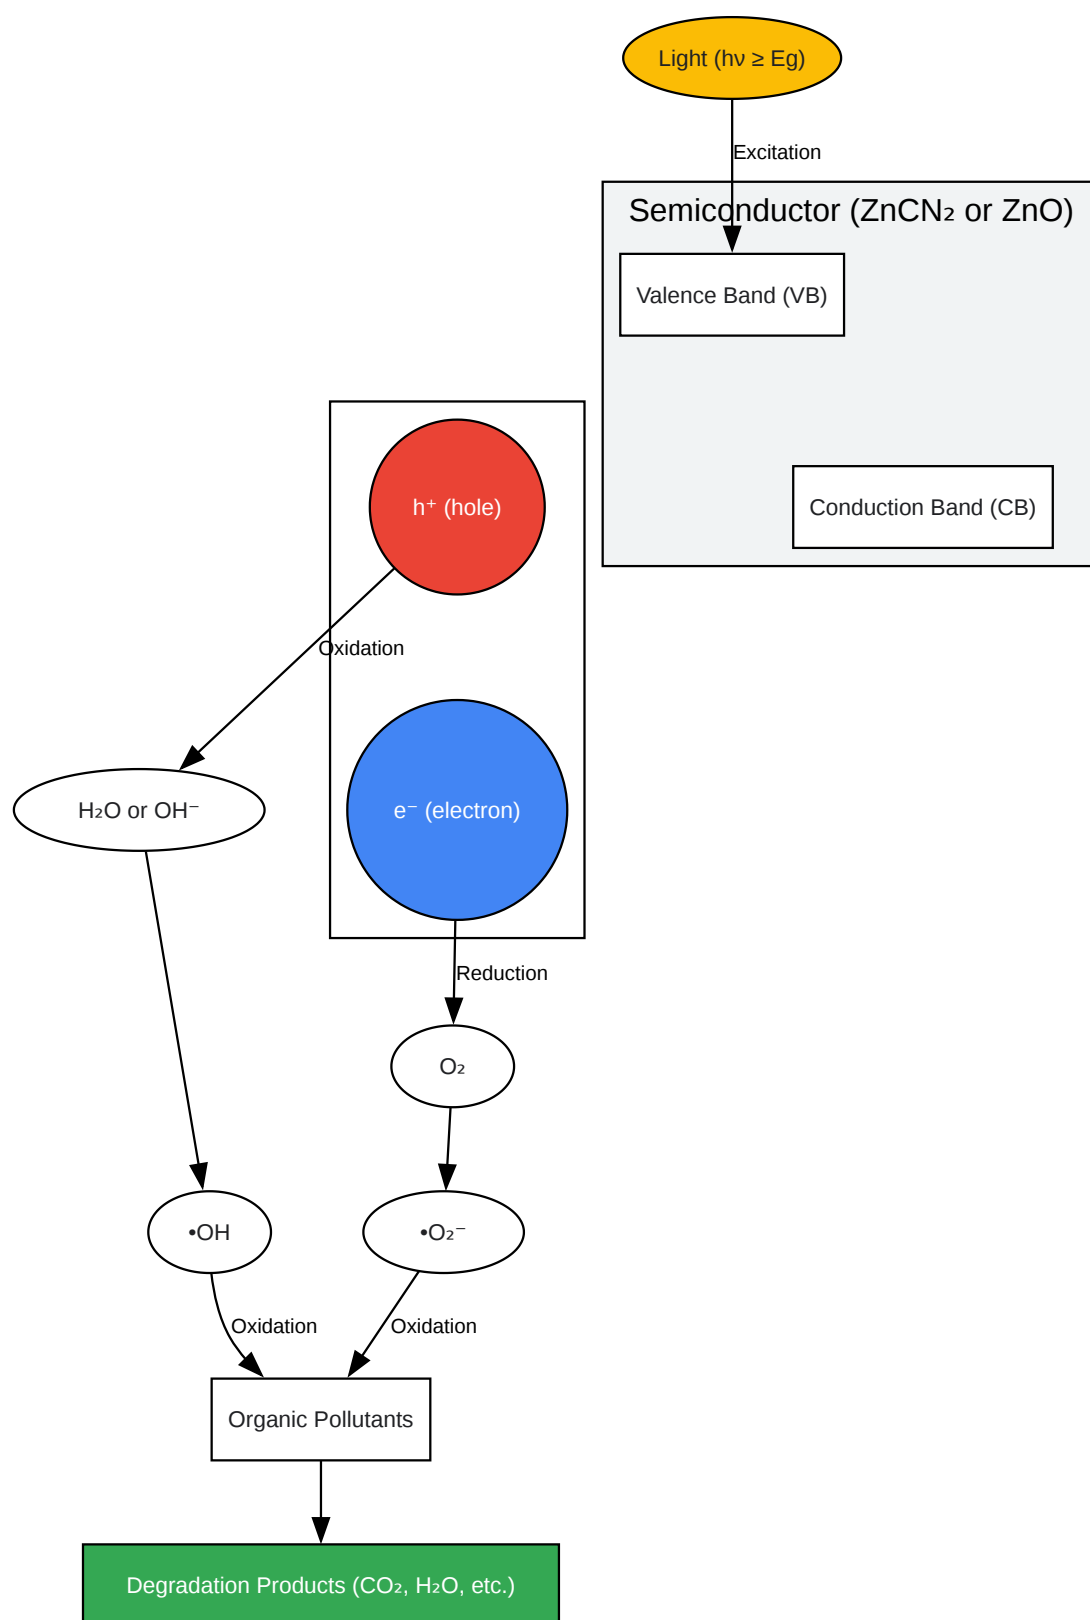 Light (hν ≥ Eg)
Excitation
Semiconductor (ZnCN₂ or ZnO)
Valence Band (VB)
Conduction Band (CB)
h⁺ (hole)
Oxidation
e⁻ (electron)
H₂O or OH⁻
Reduction
O₂
•OH
•O₂⁻
Oxidation
Oxidation
Organic Pollutants
Degradation Products (CO₂, H₂O, etc.)